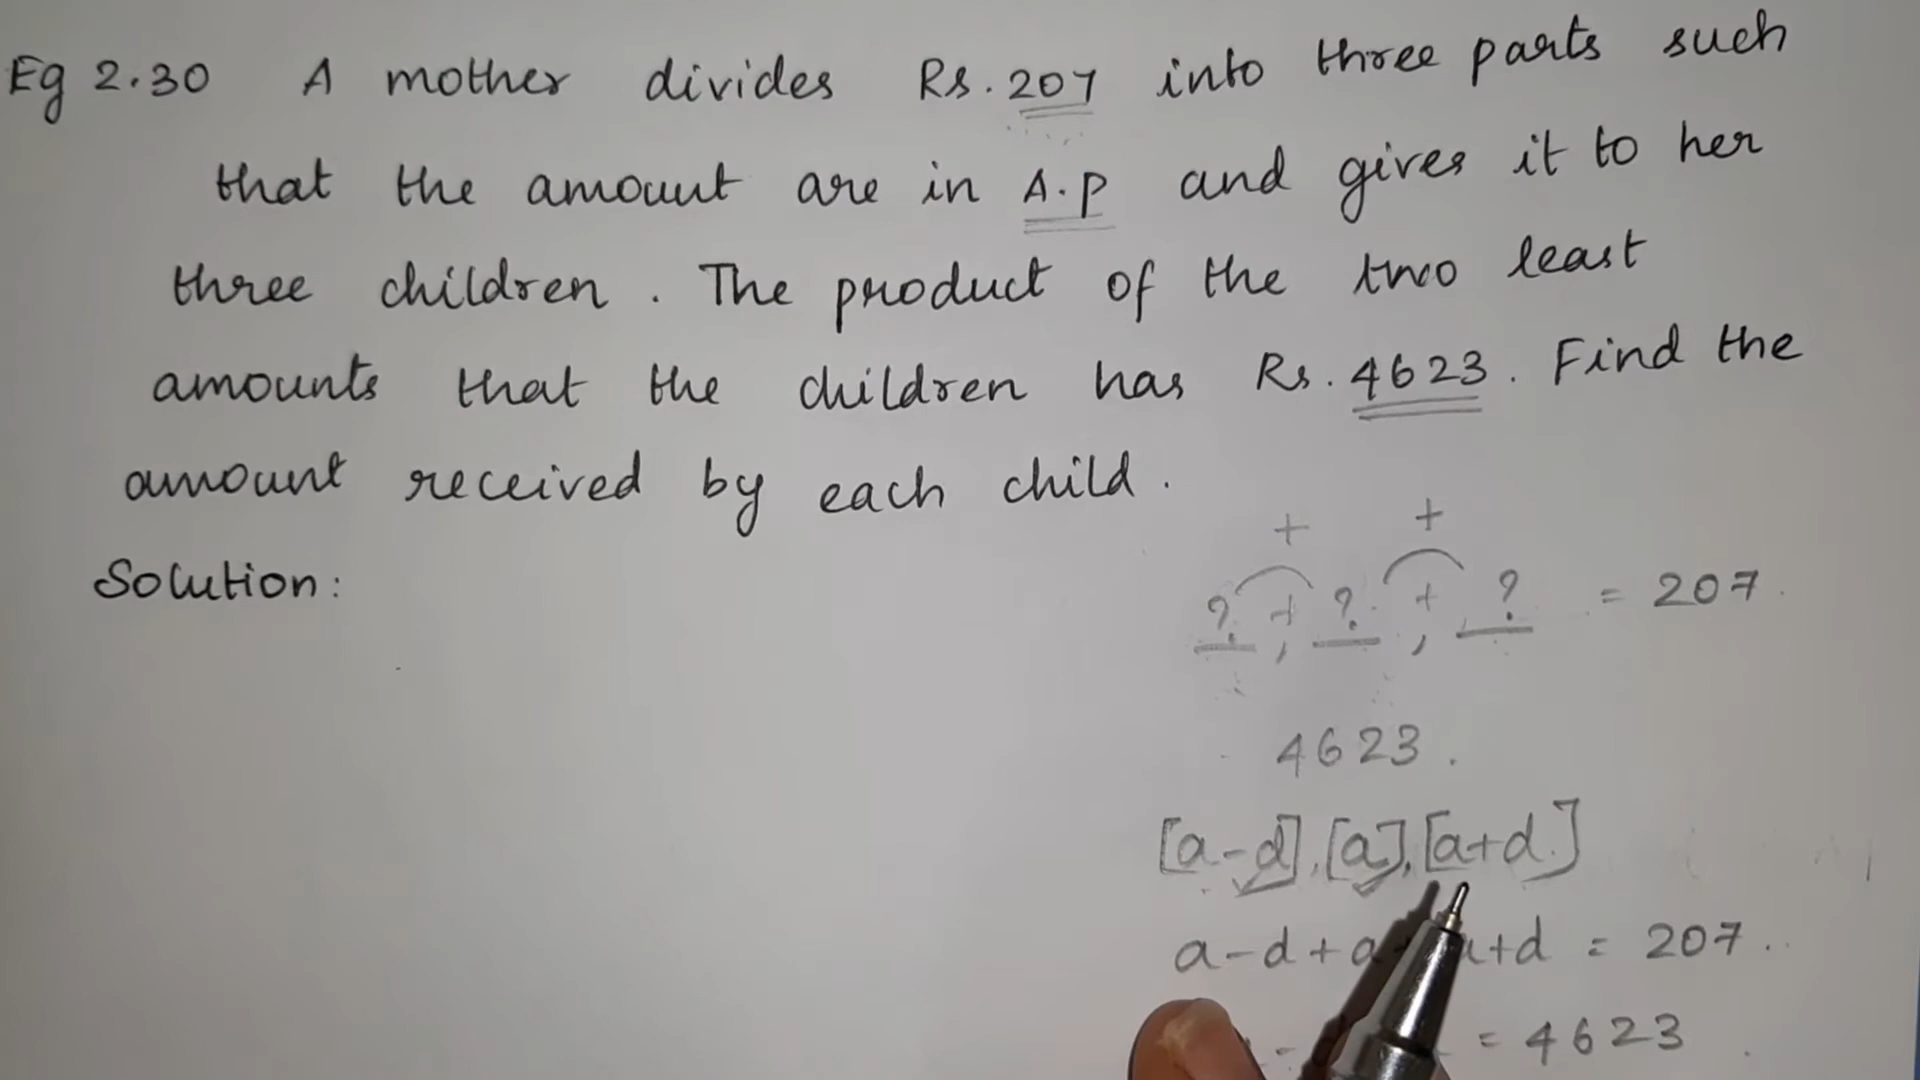 Eg 2.30 A mother divides Rs. 207 into three parts such
that the amount are in A.P and gives it to her
three children. The product of the two least
amounts that the children has Rs. 4623. Find the
amount received by each child.
Solution:
+ +
? + , ? + , ? = 207.
4623.
[a-d], [a], [a+d]
a-d+a +d = 207.
= 4623